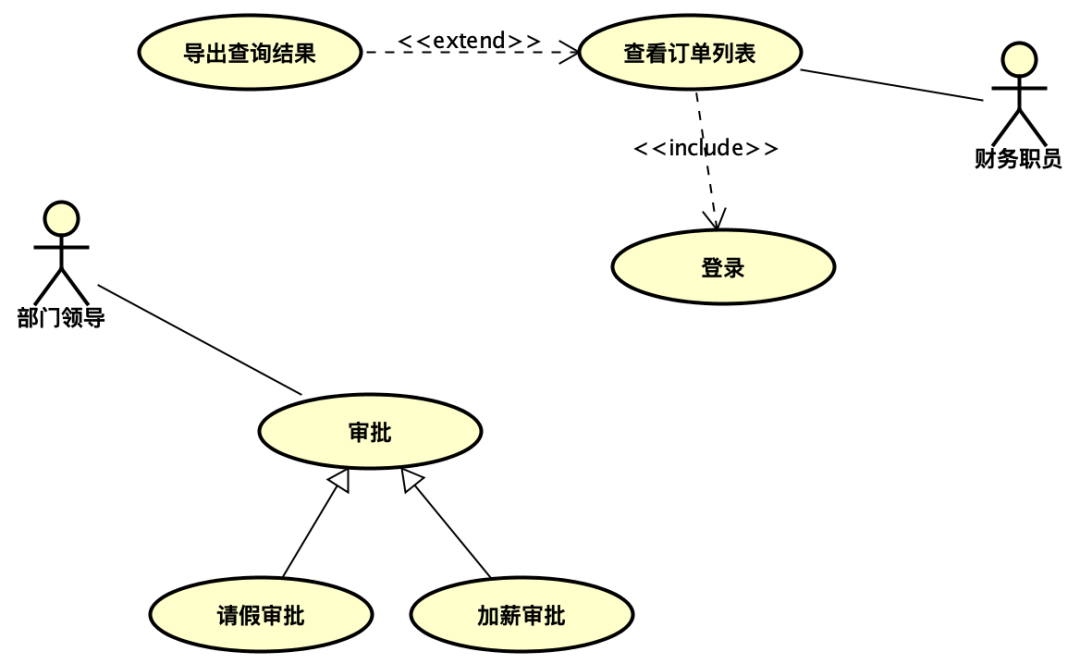 导出查询结果
<<extend>>
查看订单列表
财务职员
<<include>>
登录
部门领导
审批
请假审批
加薪审批